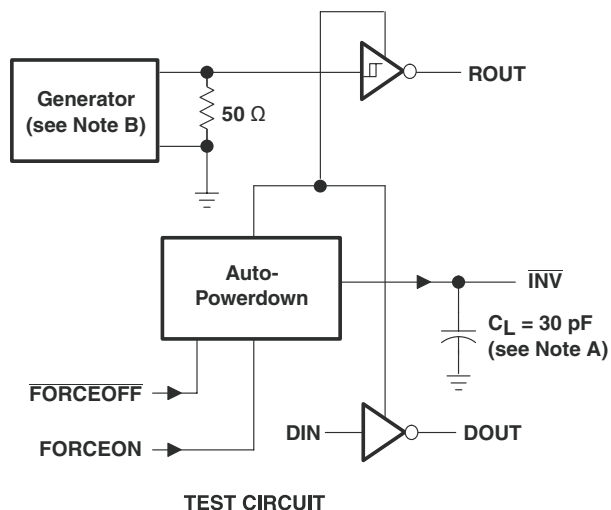 ROUT
Generator
(see Note B)
50 Ω
Auto-
Powerdown
INV
C_L = 30 pF
(see Note A)
FORCEOFF
FORCEON
DIN
DOUT
TEST CIRCUIT